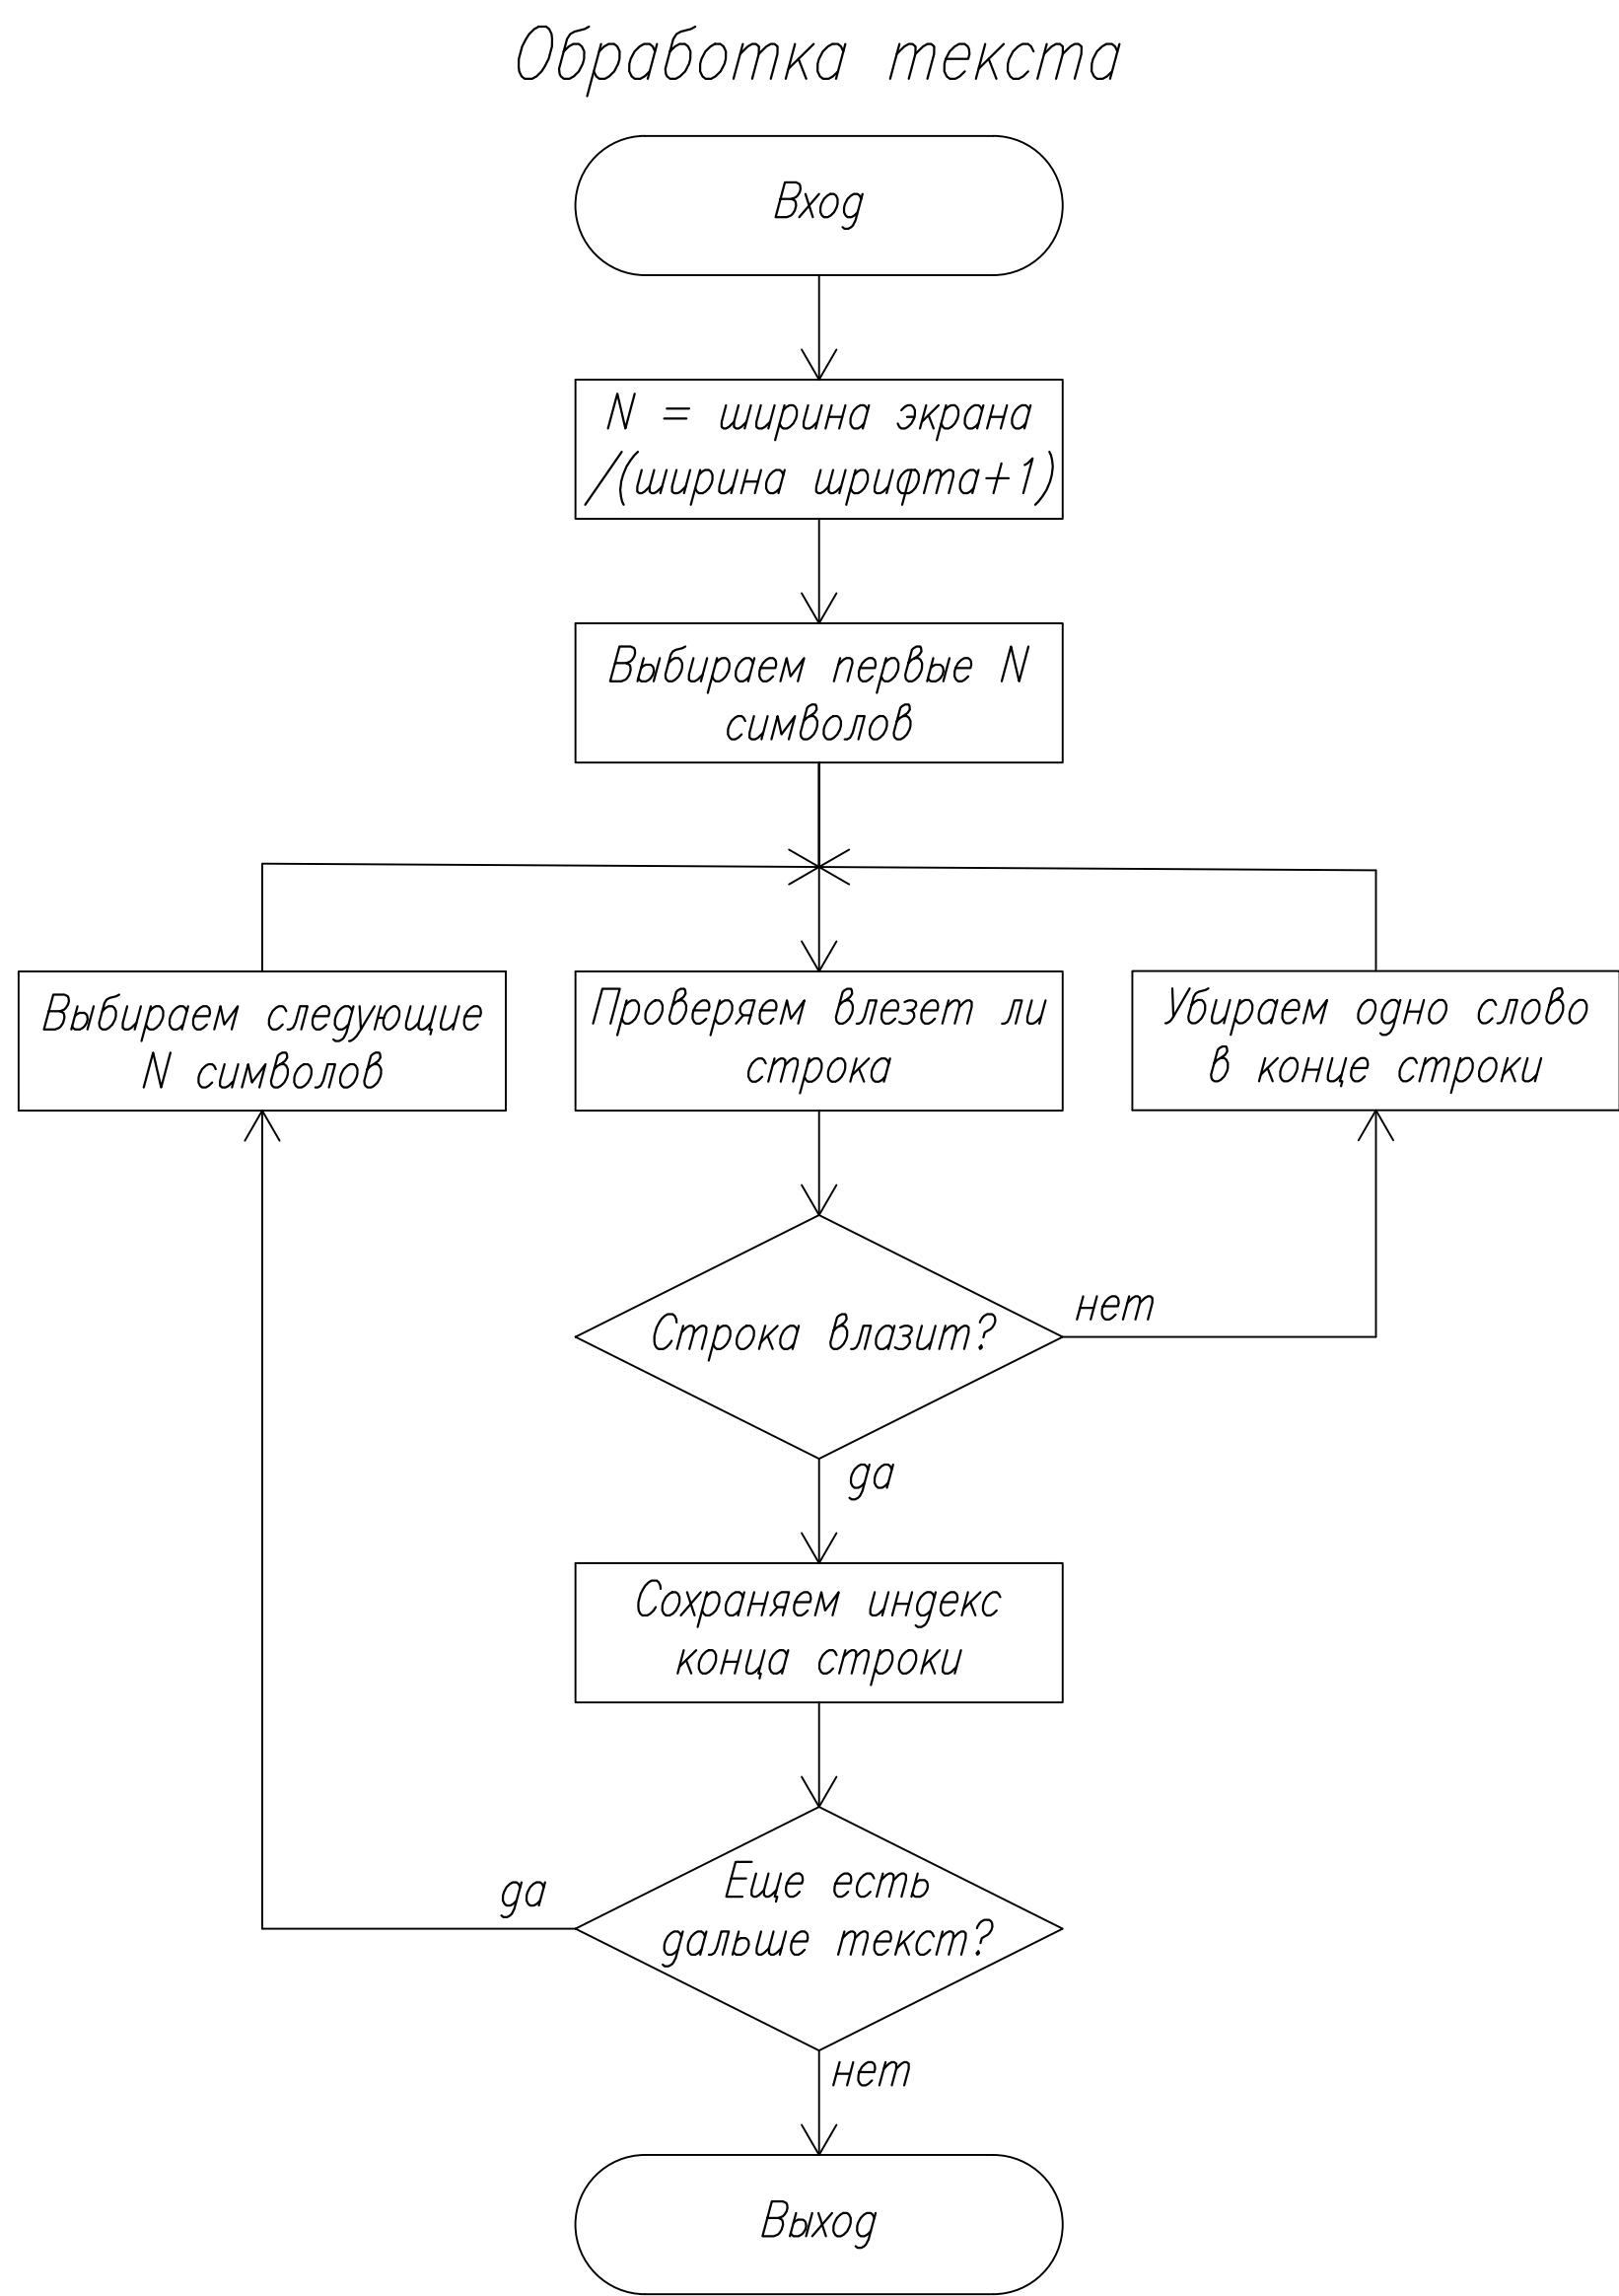 Обработка текста
Вход
N = ширина экрана
/(ширина шрифта+1)
Выбираем первые N
символов
Выбираем следующие
N символов
Проверяем влезет ли
строка
Убираем одно слово
в конце строки
Строка влазит?
нет
да
Сохраняем индекс
конца строки
Еще есть
дальше текст?
да
нет
Выход